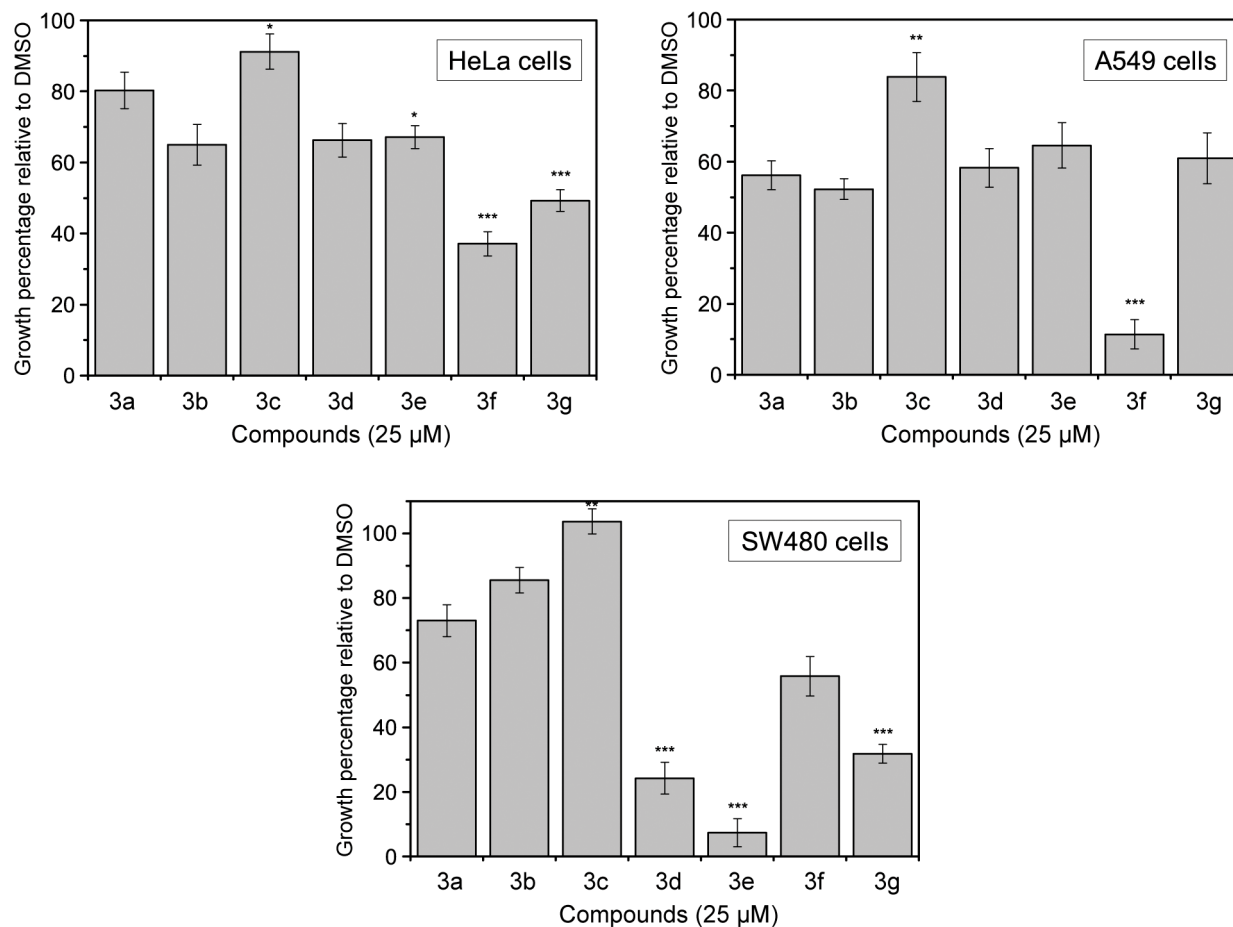 Growth percentage relative to DMSO
100
80
60
40
20
0
HeLa cells
*
*
***
***
3a 3b 3c 3d 3e 3f 3g
Compounds (25 µM)
Growth percentage relative to DMSO
100
80
60
40
20
0
A549 cells
**
***
3a 3b 3c 3d 3e 3f 3g
Compounds (25 µM)
Growth percentage relative to DMSO
100
80
60
40
20
0
SW480 cells
**
***
***
***
3a 3b 3c 3d 3e 3f 3g
Compounds (25 µM)